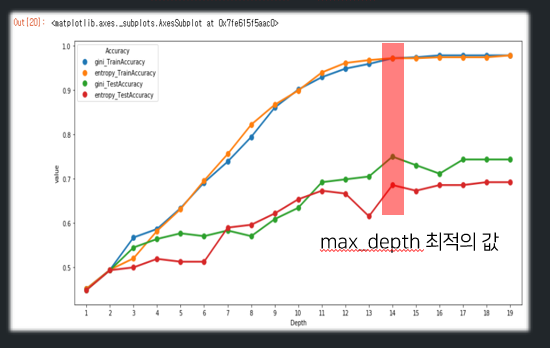 Out[20]: <matplotlib.axes._subplots.AxesSubplot at 0x7fe615f5aac0>
Accuracy
gini_TrainAccuracy
entropy_TrainAccuracy
gini_TestAccuracy
entropy_TestAccuracy
1.0
0.9
0.8
0.7
0.6
0.5
value
max_depth 최적의 값
1 2 3 4 5 6 7 8 9 10 11 12 13 14 15 16 17 18 19
Depth